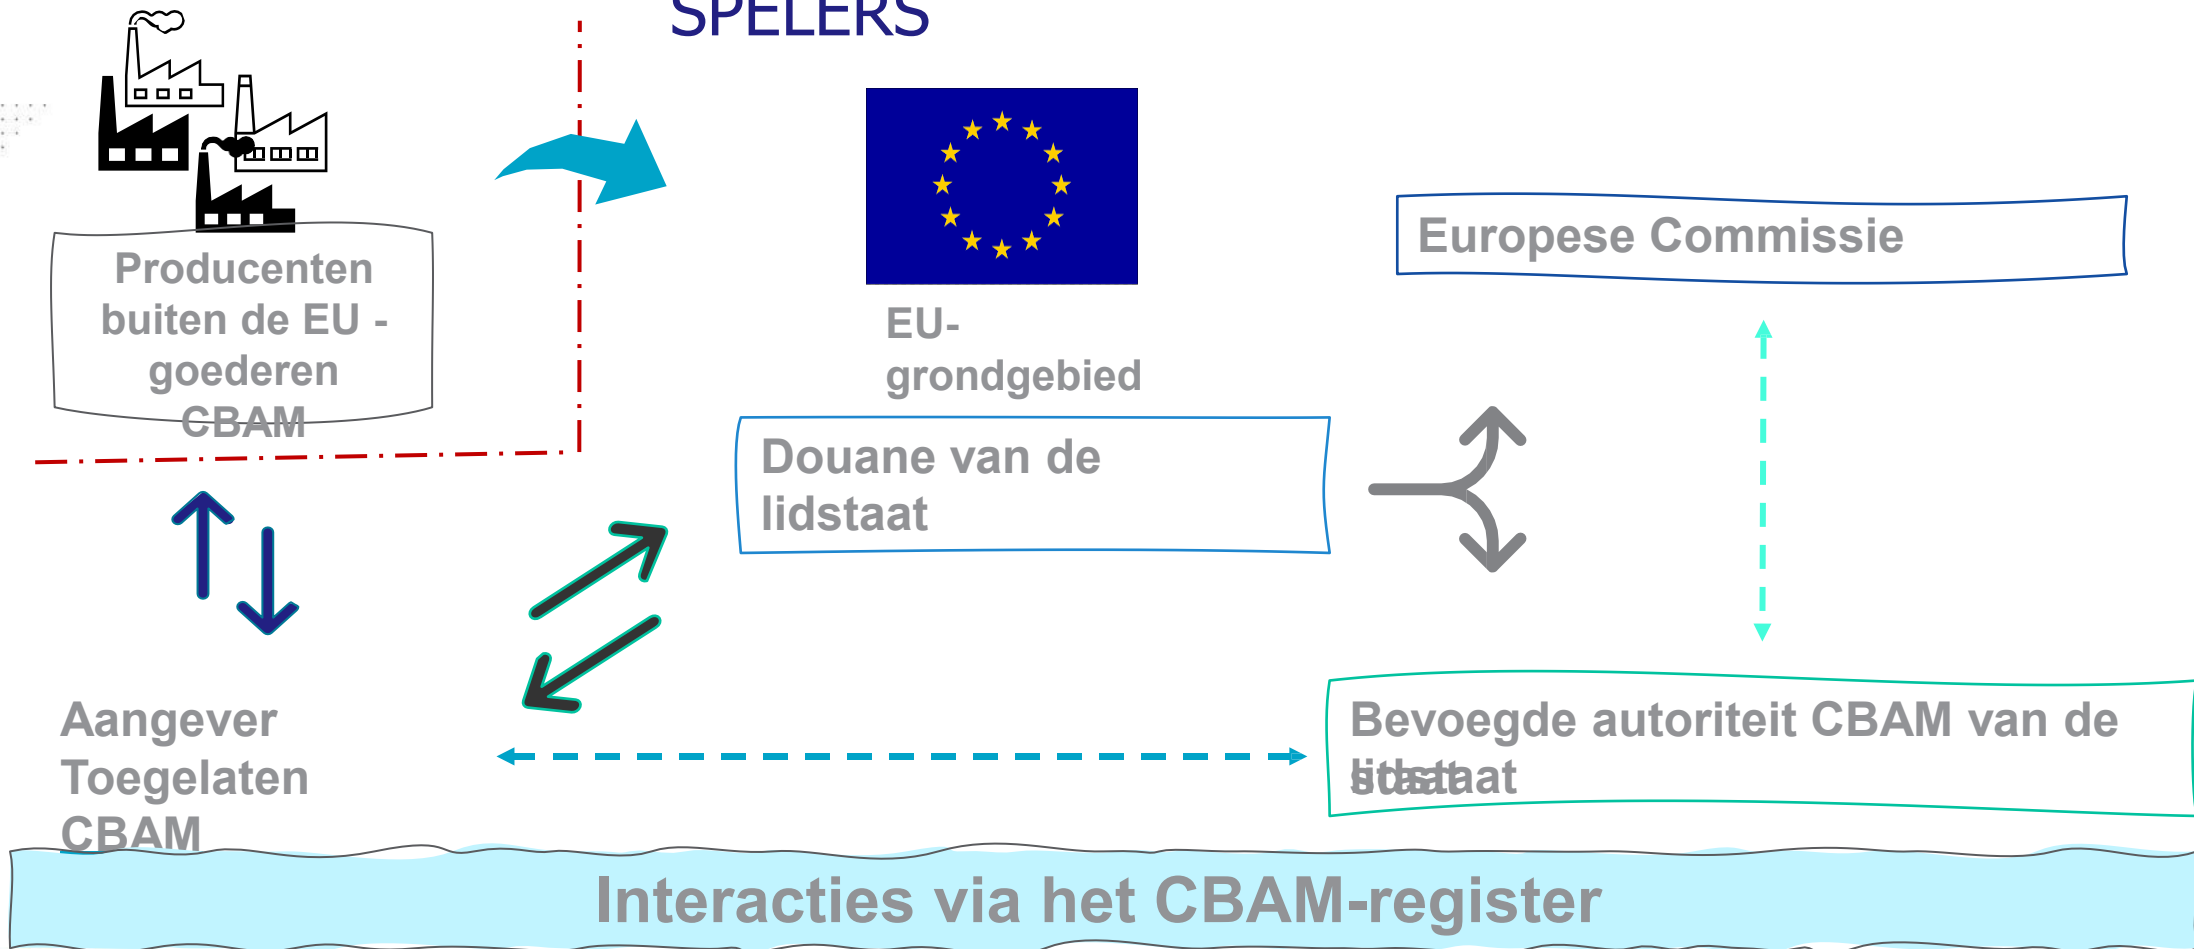 SPELERS
Producenten
buiten de EU -
goederen
CBAM
EU-
grondgebied
Europese Commissie
Douane van de
lidstaat
Aangever
Toegelaten
CBAM
Bevoegde autoriteit CBAM van de
lidstaat
Interacties via het CBAM-register